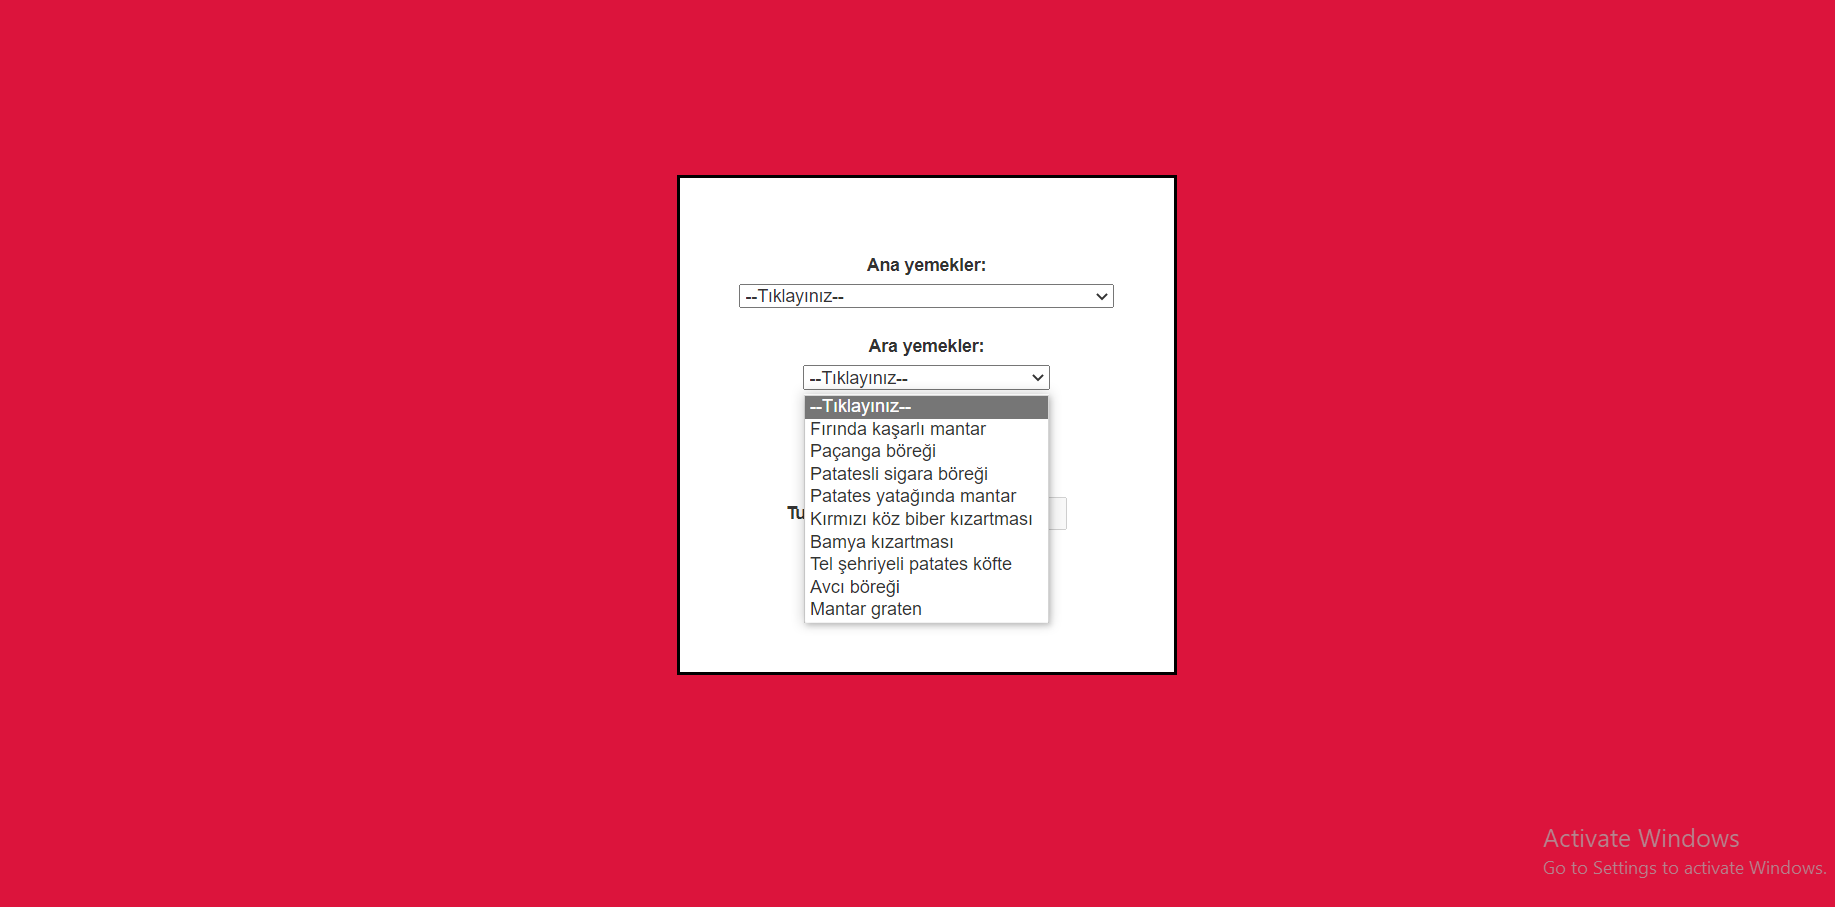 Ana yemekler:
--Tıklayınız--
Ara yemekler:
--Tıklayınız--
--Tıklayınız--
Fırında kaşarlı mantar
Paçanga böreği
Patatesli sigara böreği
Patates yatağında mantar
Kırmızı köz biber kızartması
Bamya kızartması
Tel şehriyeli patates köfte
Avcı böreği
Mantar graten
Activate Windows
Go to Settings to activate Windows.